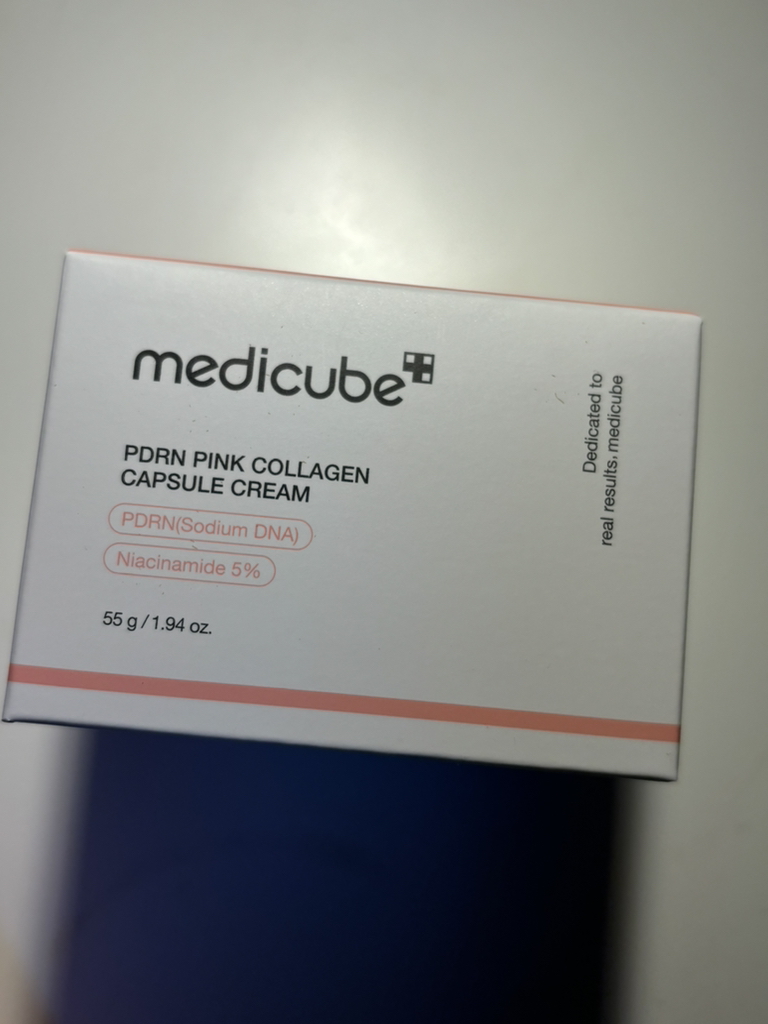 medicube
PDRN PINK COLLAGEN
CAPSULE CREAM
PDRN(Sodium DNA)
Niacinamide 5%
55 g / 1.94 oz.
Dedicated to
real results, medicube